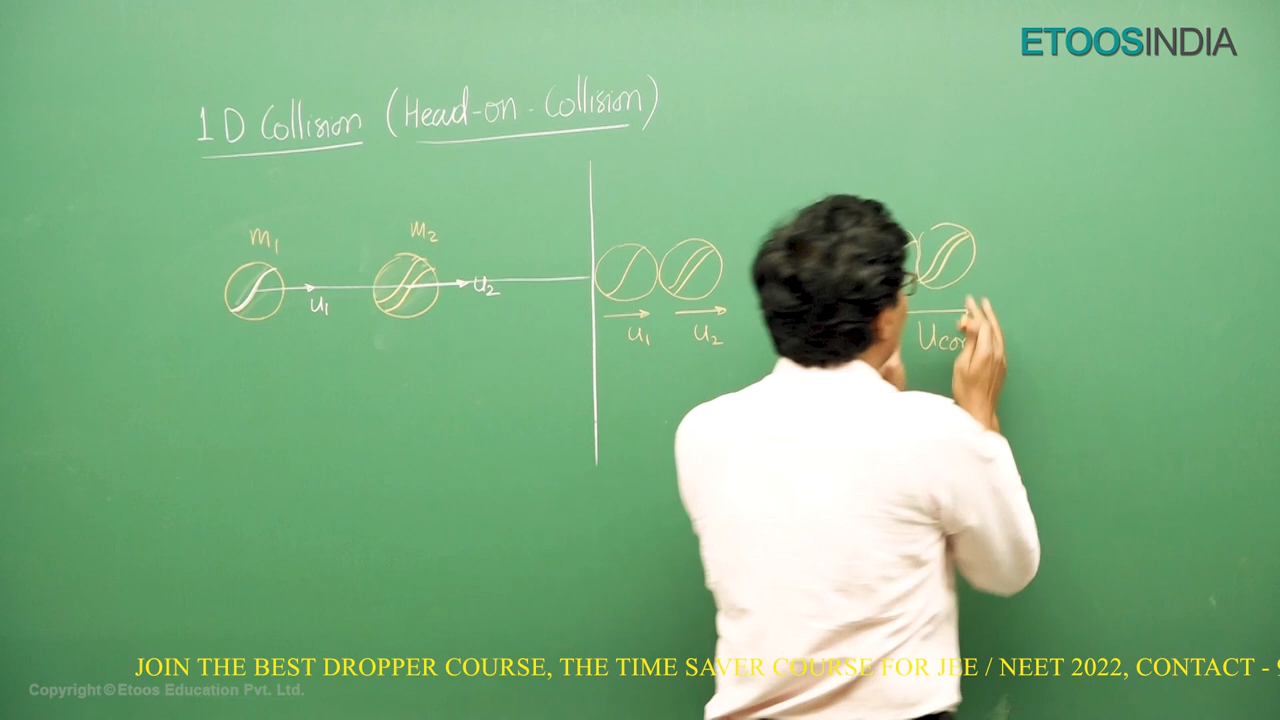 ETOOSINDIA
1D Collision (Head-on-Collision)
m₁ m₂
u₁ u₂
u₁ u₂
JOIN THE BEST DROPPER COURSE, THE TIME SAVER COURSE FOR JEE / NEET 2022, CONTACT -
Copyright © Etoos Education Pvt. Ltd.